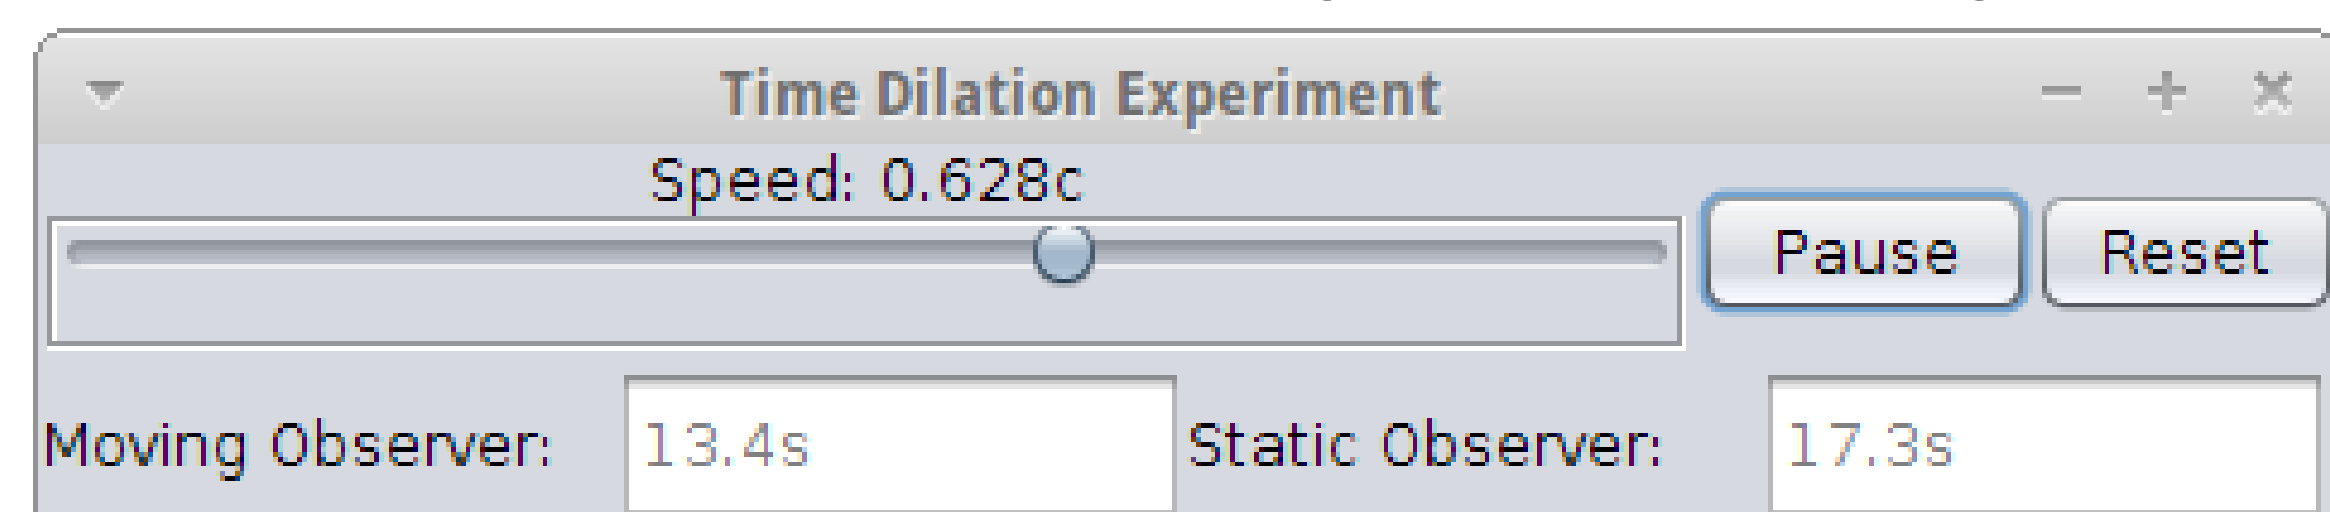 Time Dilation Experiment
Speed: 0.628c
Pause Reset
Moving Observer: 13.4s Static Observer: 17.3s